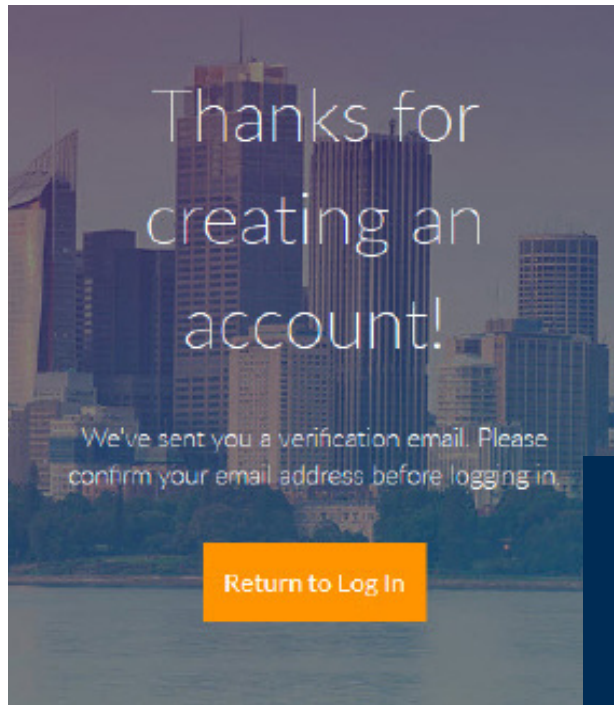 Thanks for
creating an
account!
We've sent you a verification email. Please
confirm your email address before logging in.
Return to Log In